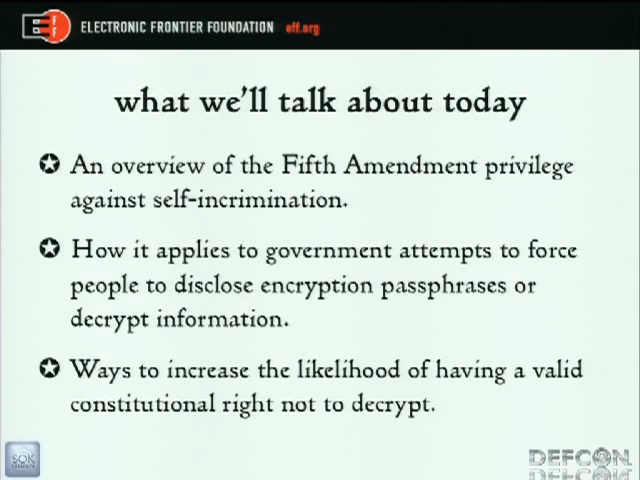 EFF ELECTRONIC FRONTIER FOUNDATION eff.org
what we'll talk about today
An overview of the Fifth Amendment privilege
against self-incrimination.
How it applies to government attempts to force
people to disclose encryption passphrases or
decrypt information.
Ways to increase the likelihood of having a valid
constitutional right not to decrypt.
SOK
DEFCON